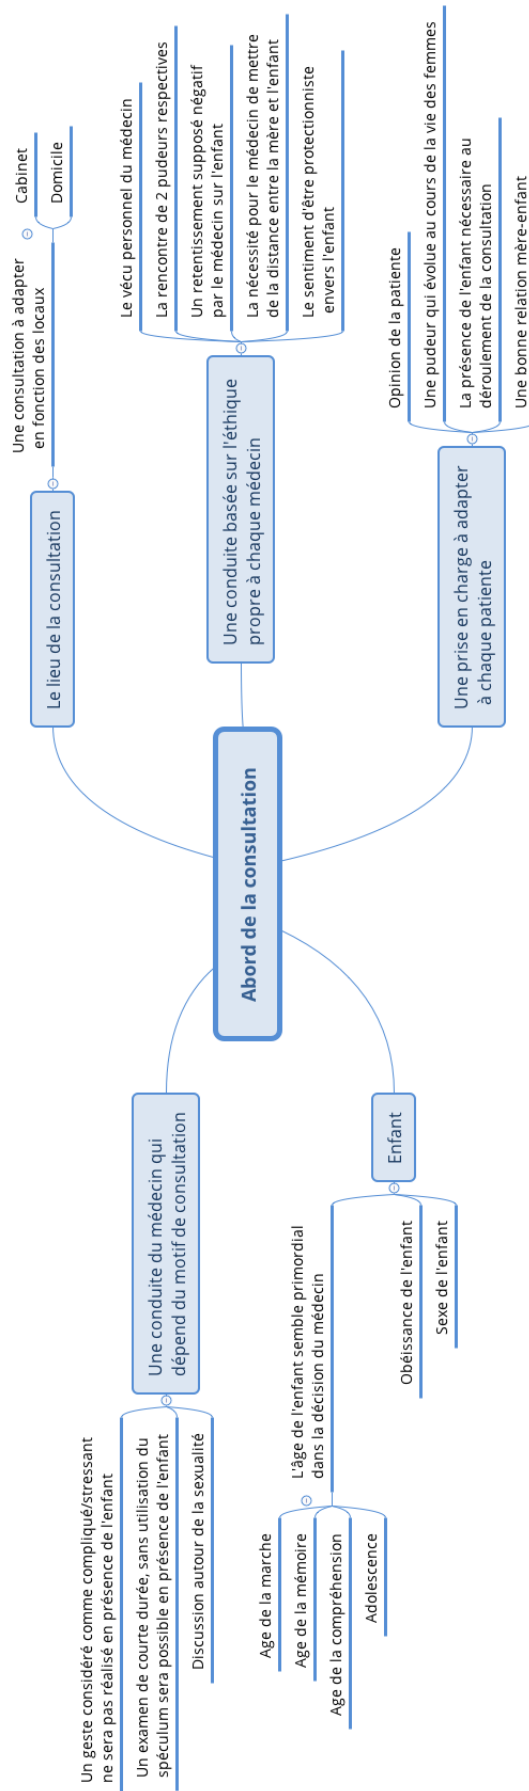 Abord de la consultation
Le lieu de la consultation
Une consultation à adapter
en fonction des locaux
Cabinet
Domicile
Une conduite basée sur l'éthique
propre à chaque médecin
Le vécu personnel du médecin
La rencontre de 2 pudeurs respectives
Un retentissement supposé négatif
par le médecin sur l'enfant
La nécessité pour le médecin de mettre
de la distance entre la mère et l'enfant
Le sentiment d'être protectionniste
envers l'enfant
Une prise en charge à adapter
à chaque patiente
Opinion de la patiente
Une pudeur qui évolue au cours de la vie des femmes
La présence de l'enfant nécessaire au
déroulement de la consultation
Une bonne relation mère-enfant
Une conduite du médecin qui
dépend du motif de consultation
Un geste considéré comme compliqué/stressant
ne sera pas réalisé en présence de l'enfant
Un examen de courte durée, sans utilisation du
spéculum sera possible en présence de l'enfant
Discussion autour de la sexualité
Enfant
L'âge de l'enfant semble primordial
dans la décision du médecin
Age de la marche
Age de la mémoire
Age de la compréhension
Adolescence
Obéissance de l'enfant
Sexe de l'enfant